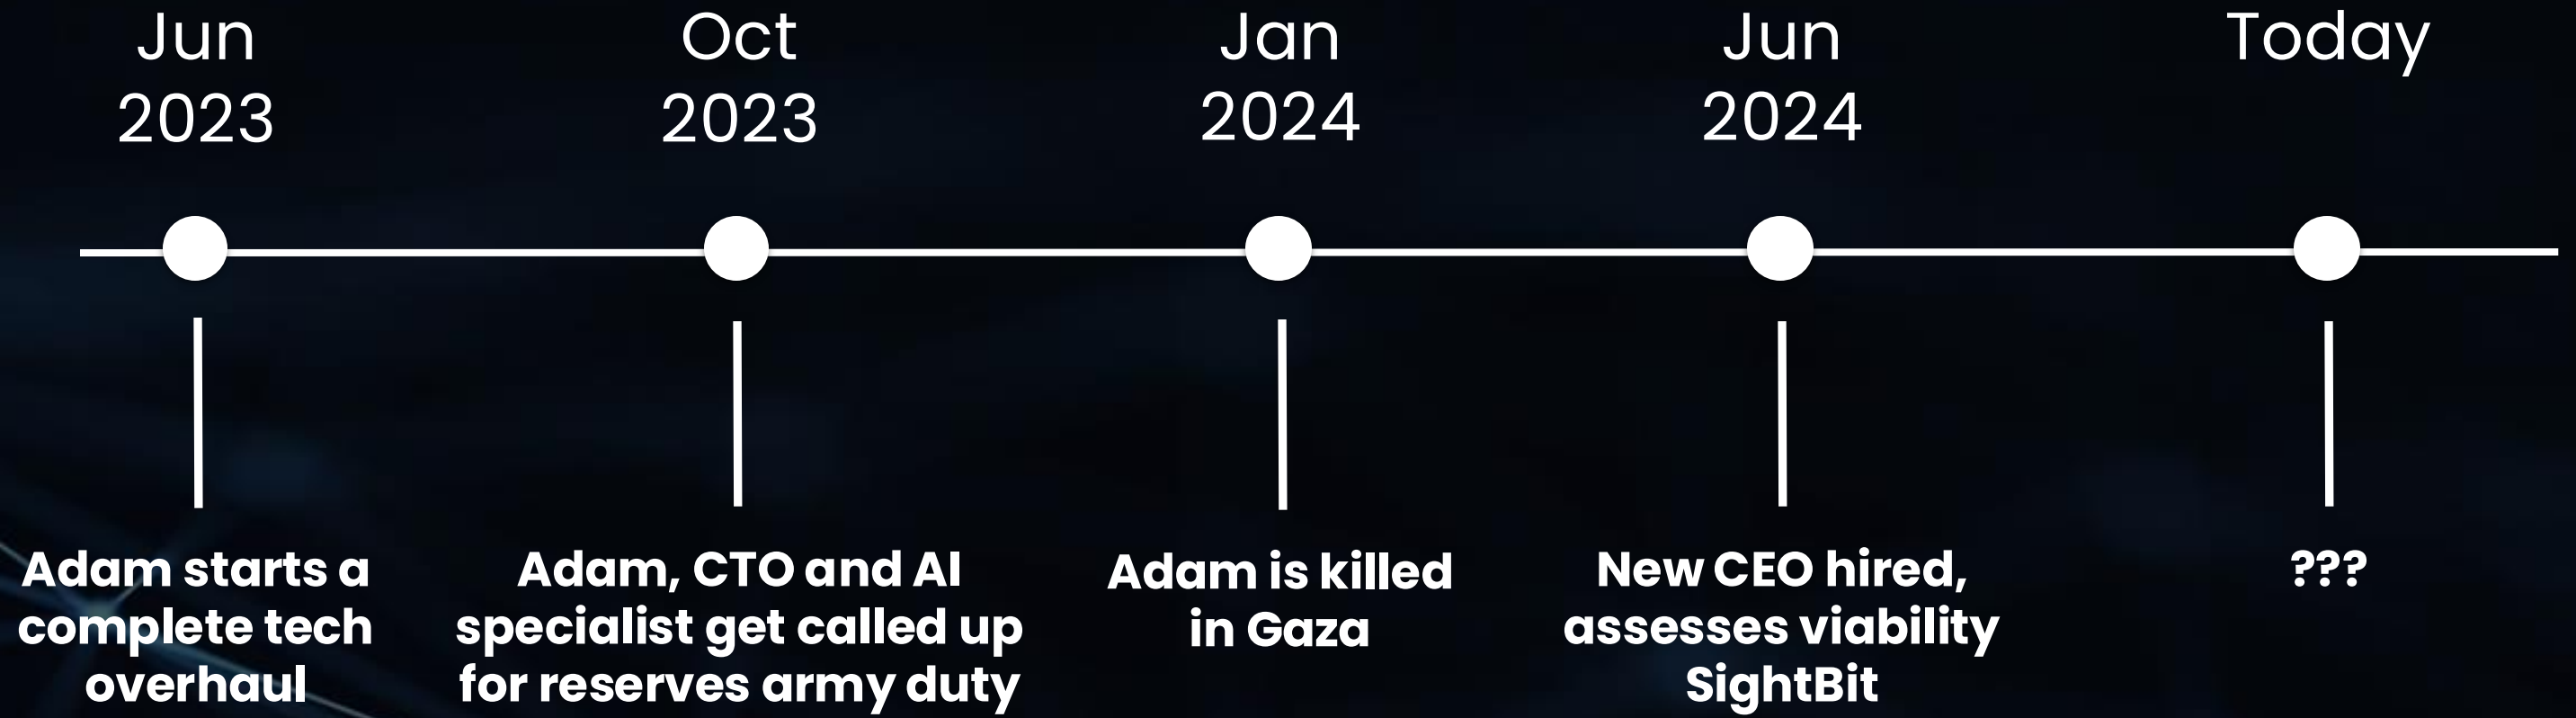 Jun
2023
Oct
2023
Jan
2024
Jun
2024
Today
Adam starts a
complete tech
overhaul
Adam, CTO and AI
specialist get called up
for reserves army duty
Adam is killed
in Gaza
New CEO hired,
assesses viability
SightBit
???